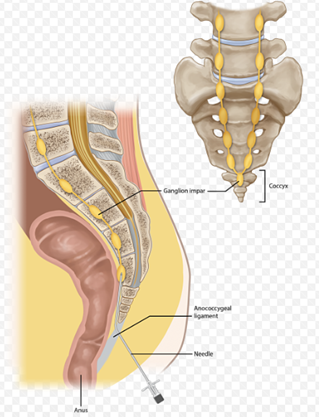 Ganglion impar
Coccyx
Anococcygeal
ligament
Needle
Anus